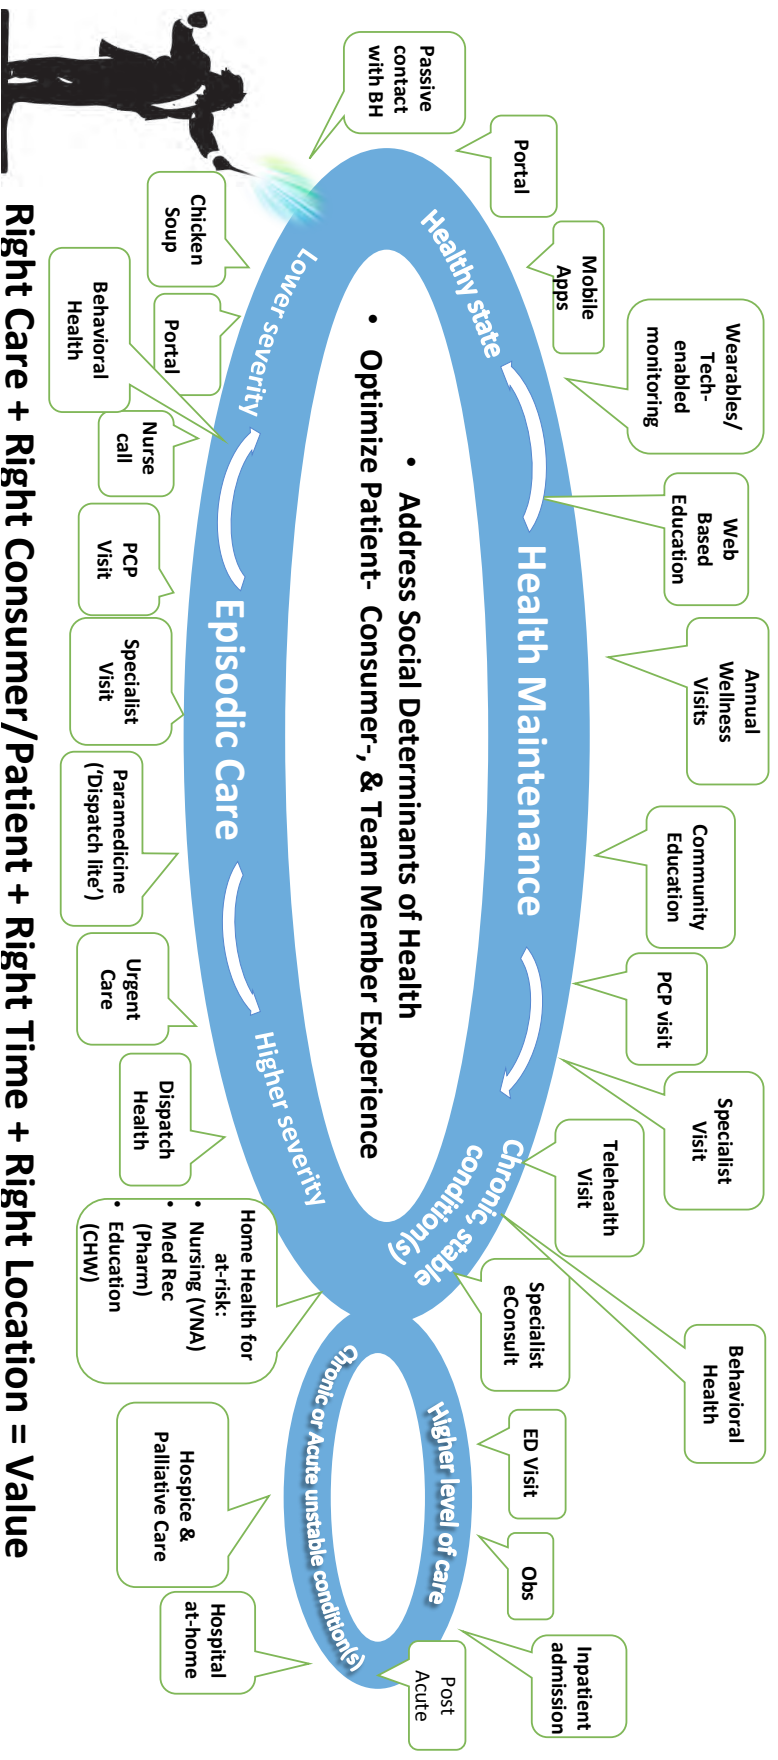 Passive
contact
with BH
Portal
Mobile
Apps
Wearables/
Tech-
enabled
monitoring
Web
Based
Education
Annual
Wellness
Visits
Community
Education
PCP visit
Specialist
Visit
Telehealth
Visit
Behavioral
Health
Specialist
eConsult
ED Visit
Obs
Inpatient
admission
Post
Acute
Healthy state
Health Maintenance
Chronic, stable
condition(s)
Higher level of care
• Address Social Determinants of Health
• Optimize Patient- Consumer-, & Team Member Experience
Lower severity
Episodic Care
Higher severity
Chronic or Acute unstable condition(s)
Chicken
Soup
Portal
Behavioral
Health
Nurse
call
PCP
Visit
Specialist
Visit
Paramedicine
('Dispatch lite')
Urgent
Care
Dispatch
Health
Home Health for
at-risk:
• Nursing (VNA)
• Med Rec
(Pharm)
• Education
(CHW)
Hospice &
Palliative Care
Hospital
at-home
Right Care + Right Consumer/Patient + Right Time + Right Location = Value